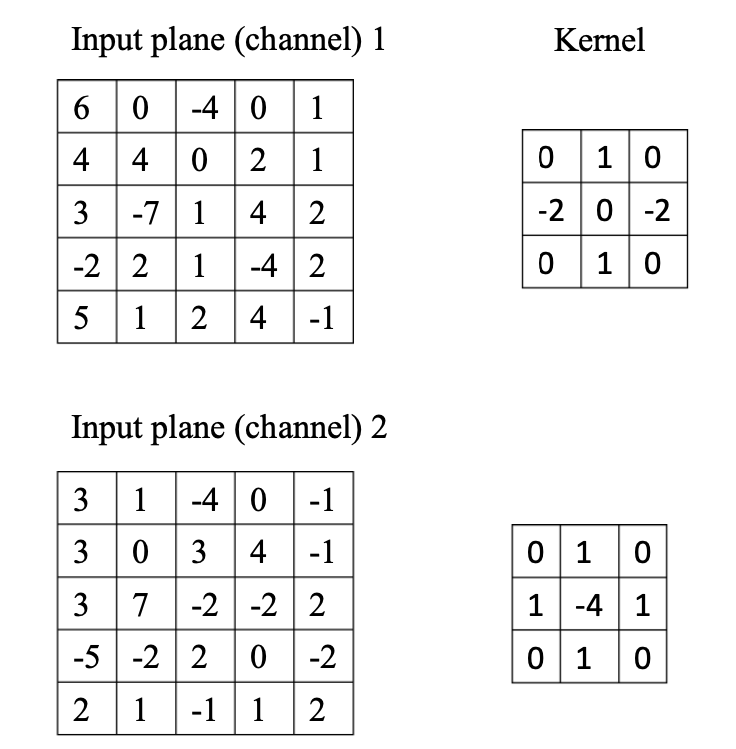 Input plane (channel) 1 Kernel
6 0 -4 0 1
4 4 0 2 1
0 1 0
3 -7 1 4 2
-2 0 -2
-2 2 1 -4 2
0 1 0
5 1 2 4 -1
Input plane (channel) 2
3 1 -4 0 -1
3 0 3 4 -1
0 1 0
3 7 -2 -2 2
1 -4 1
-5 -2 2 0 -2
0 1 0
2 1 -1 1 2